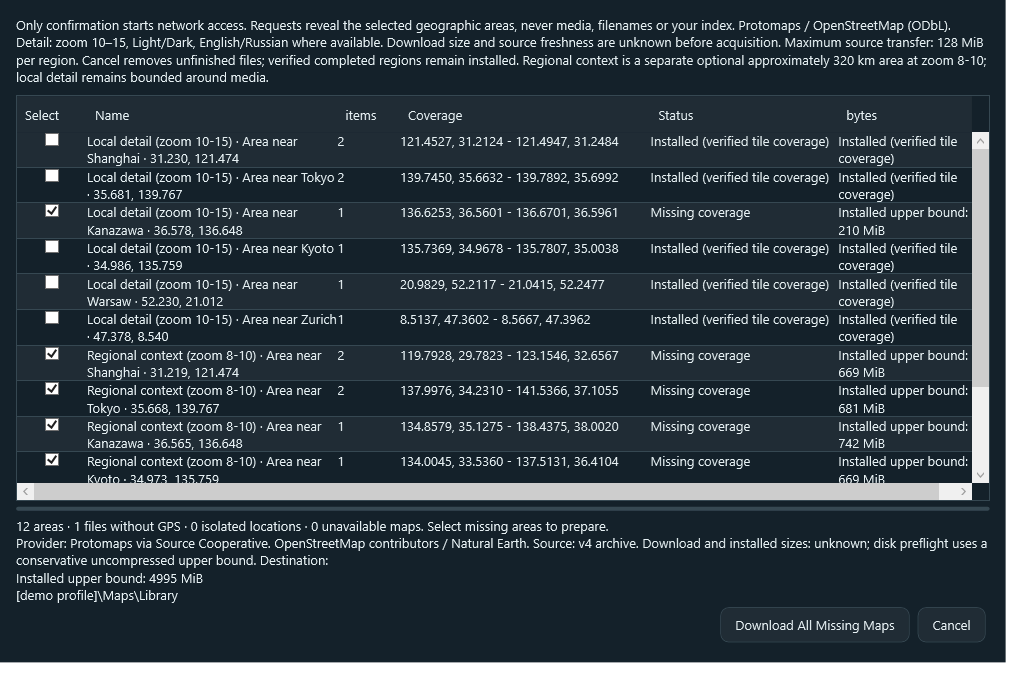 Only confirmation starts network access. Requests reveal the selected geographic areas, never media, filenames or your index. Protomaps / OpenStreetMap (ODbL).
Detail: zoom 10–15, Light/Dark, English/Russian where available. Download size and source freshness are unknown before acquisition. Maximum source transfer: 128 MiB
per region. Cancel removes unfinished files; verified completed regions remain installed. Regional context is a separate optional approximately 320 km area at zoom 8-10;
local detail remains bounded around media.
Select Name items Coverage Status bytes
Local detail (zoom 10-15) · Area near 2 121.4527, 31.2124 - 121.4947, 31.2484 Installed (verified tile coverage) Installed (verified tile
Shanghai · 31.230, 121.474 coverage)
Local detail (zoom 10-15) · Area near Tokyo 2 139.7450, 35.6632 - 139.7892, 35.6992 Installed (verified tile coverage) Installed (verified tile
· 35.681, 139.767 coverage)
Local detail (zoom 10-15) · Area near 1 136.6253, 36.5601 - 136.6701, 36.5961 Missing coverage Installed upper bound:
Kanazawa · 36.578, 136.648 210 MiB
Local detail (zoom 10-15) · Area near Kyoto 1 135.7369, 34.9678 - 135.7807, 35.0038 Installed (verified tile coverage) Installed (verified tile
· 34.986, 135.759 coverage)
Local detail (zoom 10-15) · Area near 1 20.9829, 52.2117 - 21.0415, 52.2477 Installed (verified tile coverage) Installed (verified tile
Warsaw · 52.230, 21.012 coverage)
Local detail (zoom 10-15) · Area near Zurich 1 8.5137, 47.3602 - 8.5667, 47.3962 Installed (verified tile coverage) Installed (verified tile
· 47.378, 8.540 coverage)
Regional context (zoom 8-10) · Area near 2 119.7928, 29.7823 - 123.1546, 32.6567 Missing coverage Installed upper bound:
Shanghai · 31.219, 121.474 669 MiB
Regional context (zoom 8-10) · Area near 2 137.9976, 34.2310 - 141.5366, 37.1055 Missing coverage Installed upper bound:
Tokyo · 35.668, 139.767 681 MiB
Regional context (zoom 8-10) · Area near 1 134.8579, 35.1275 - 138.4375, 38.0020 Missing coverage Installed upper bound:
Kanazawa · 36.565, 136.648 742 MiB
Regional context (zoom 8-10) · Area near 1 134.0045, 33.5360 - 137.5131, 36.4104 Missing coverage Installed upper bound:
Kyoto · 34.973, 135.759 669 MiB
12 areas · 1 files without GPS · 0 isolated locations · 0 unavailable maps. Select missing areas to prepare.
Provider: Protomaps via Source Cooperative. OpenStreetMap contributors / Natural Earth. Source: v4 archive. Download and installed sizes: unknown; disk preflight uses a
conservative uncompressed upper bound. Destination:
Installed upper bound: 4995 MiB
[demo profile]\Maps\Library
Download All Missing Maps Cancel